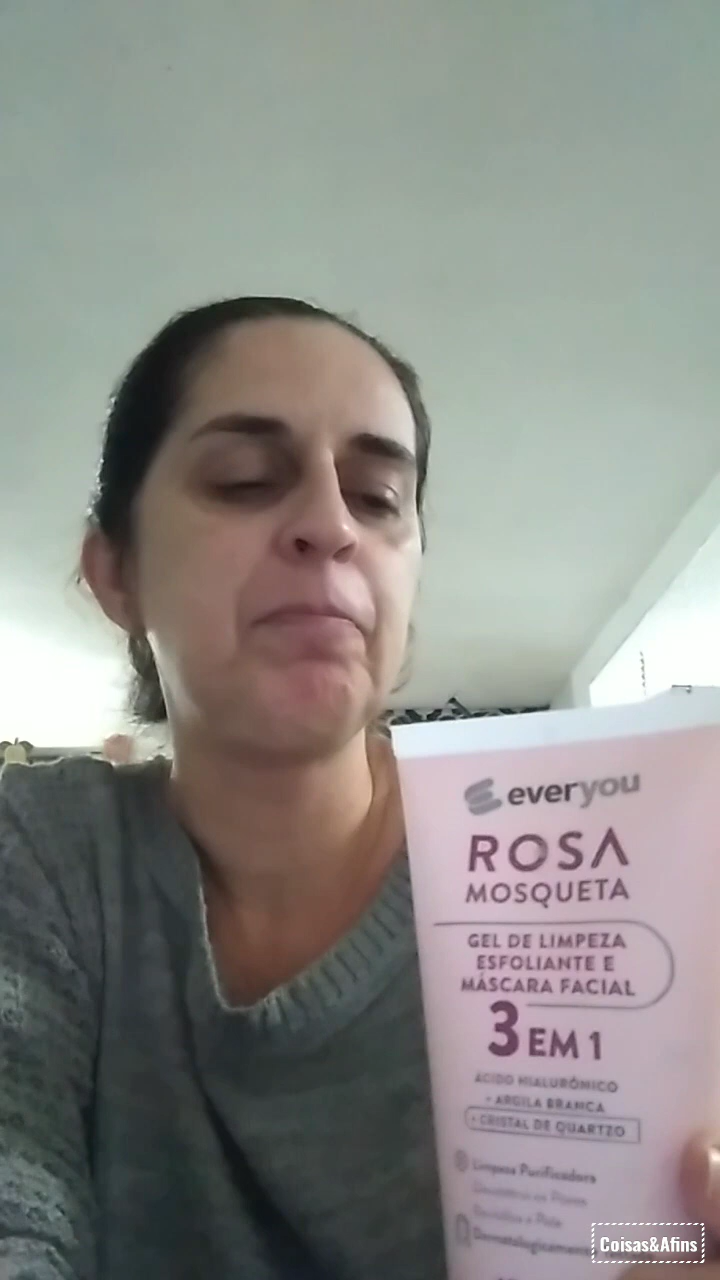 everyou
ROSA
MOSQUETA
GEL DE LIMPEZA
ESFOLIANTE E
MÁSCARA FACIAL
3 EM 1
ÁCIDO HIALURÔNICO
+ ARGILA BRANCA
+ CRISTAL DE QUARTZO
Limpeza Purificadora
Dermatologicamente
Coisas&Afins